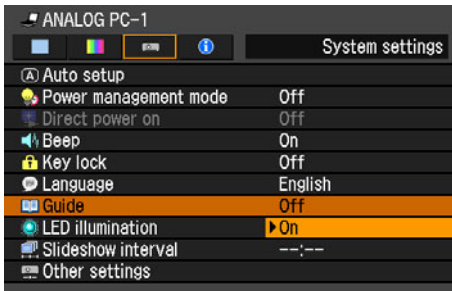 ANALOG PC-1
System settings
Auto setup
Power management mode Off
Direct power on Off
Beep On
Key lock Off
Language English
Guide Off
LED illumination On
Slideshow interval --:--
Other settings